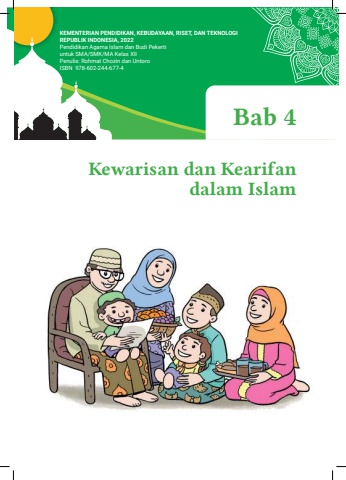 KEMENTERIAN PENDIDIKAN, KEBUDAYAAN, RISET, DAN TEKNOLOGI
REPUBLIK INDONESIA, 2022
Pendidikan Agama Islam dan Budi Pekerti
untuk SMA/SMK/MA Kelas XII
Penulis: Rohmat Chozin dan Untoro
ISBN 978-602-244-677-4
Bab 4
Kewarisan dan Kearifan
dalam Islam